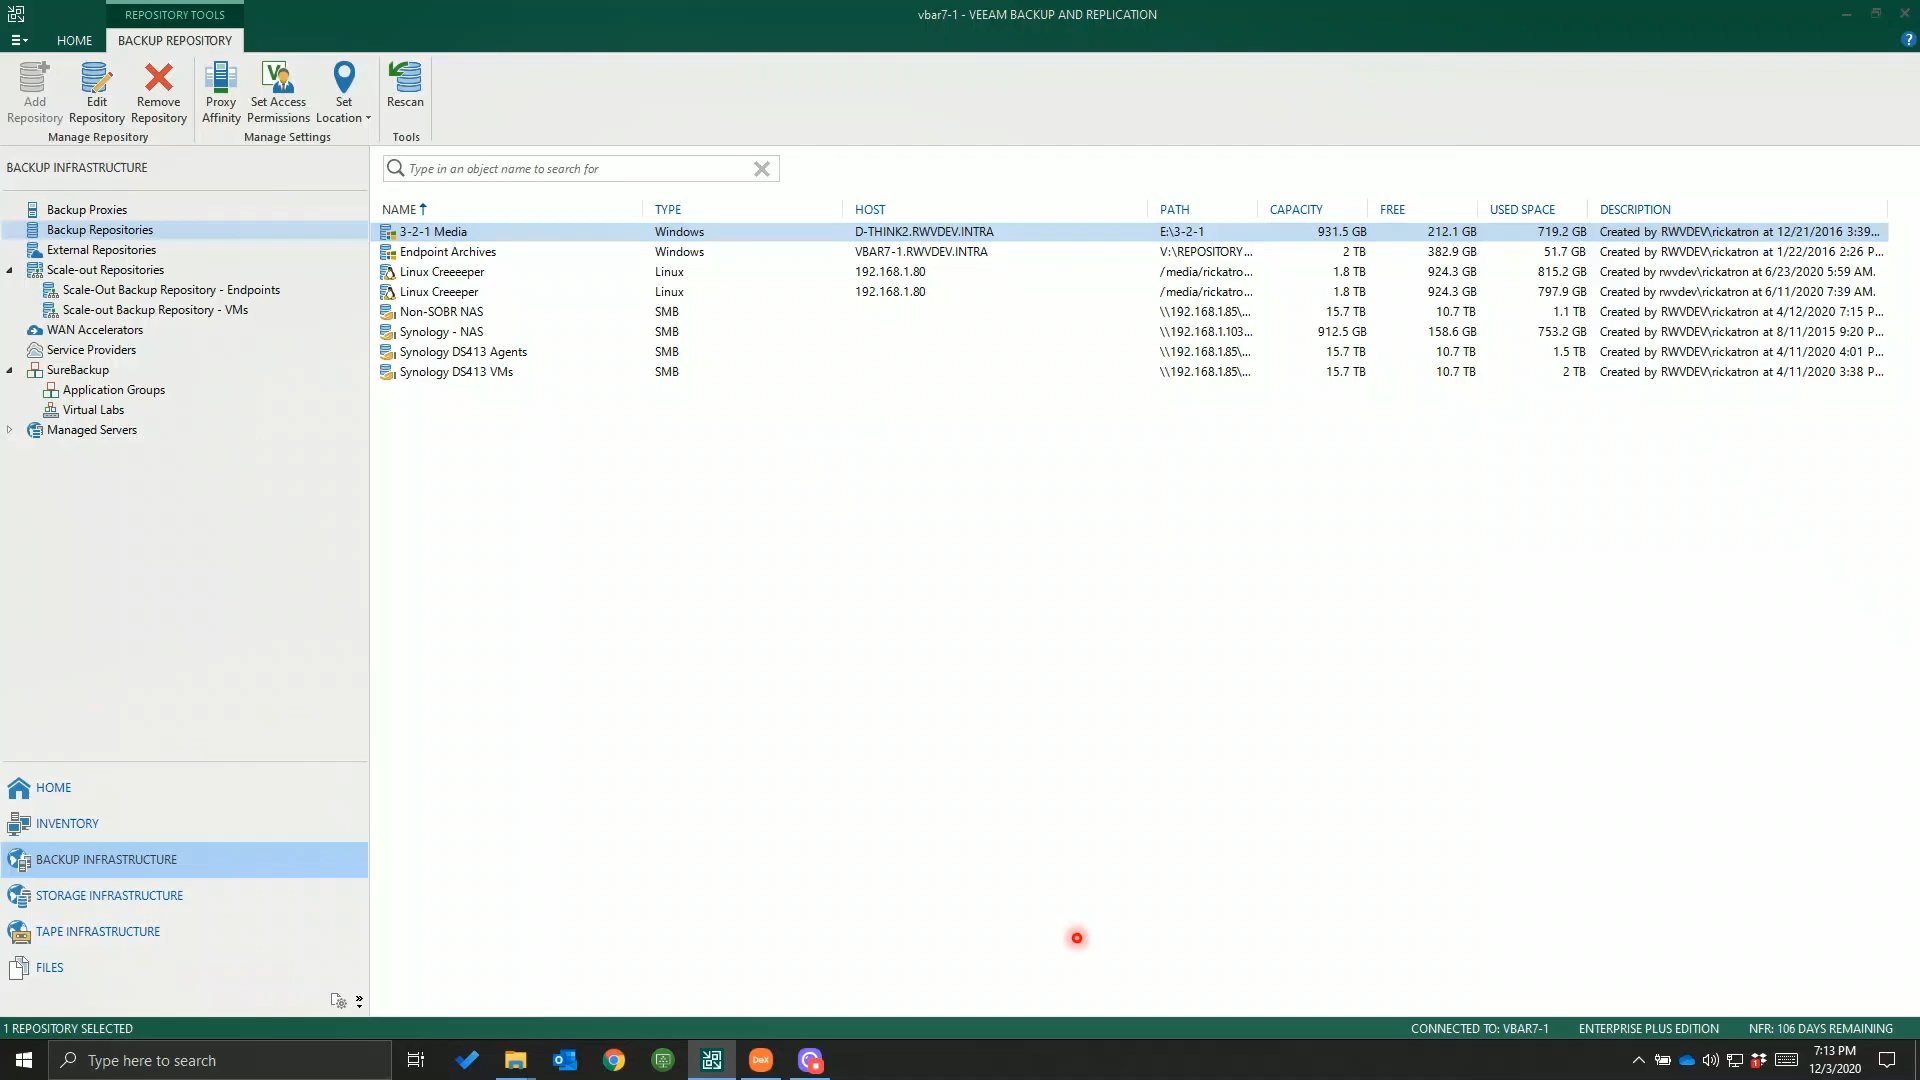 REPOSITORY TOOLS
vbar7-1 - VEEAM BACKUP AND REPLICATION
HOME
BACKUP REPOSITORY
?
Add Repository
Edit Repository
Remove Repository
Proxy Affinity
Set Access Permissions
Set Location
Rescan
Manage Repository
Manage Settings
Tools
BACKUP INFRASTRUCTURE
Type in an object name to search for
Backup Proxies
Backup Repositories
External Repositories
Scale-out Repositories
Scale-Out Backup Repository - Endpoints
Scale-out Backup Repository - VMs
WAN Accelerators
Service Providers
SureBackup
Application Groups
Virtual Labs
Managed Servers
NAME TYPE HOST PATH CAPACITY FREE USED SPACE DESCRIPTION
3-2-1 Media Windows D-THINK2.RWVDEV.INTRA E:\3-2-1 931.5 GB 212.1 GB 719.2 GB Created by RWVDEV\rickatron at 12/21/2016 3:39...
Endpoint Archives Windows VBAR7-1.RWVDEV.INTRA V:\REPOSITORY... 2 TB 382.9 GB 51.7 GB Created by RWVDEV\rickatron at 1/22/2016 2:26 P...
Linux Creeeper Linux 192.168.1.80 /media/rickatro... 1.8 TB 924.3 GB 815.2 GB Created by rwvdev\rickatron at 6/23/2020 5:59 AM.
Linux Creeper Linux 192.168.1.80 /media/rickatro... 1.8 TB 924.3 GB 797.9 GB Created by rwvdev\rickatron at 6/11/2020 7:39 AM.
Non-SOBR NAS SMB \\192.168.1.85\... 15.7 TB 10.7 TB 1.1 TB Created by RWVDEV\rickatron at 4/12/2020 7:15 P...
Synology - NAS SMB \\192.168.1.103... 912.5 GB 158.6 GB 753.2 GB Created by RWVDEV\rickatron at 8/11/2015 9:20 P...
Synology DS413 Agents SMB \\192.168.1.85\... 15.7 TB 10.7 TB 1.5 TB Created by RWVDEV\rickatron at 4/11/2020 4:01 P...
Synology DS413 VMs SMB \\192.168.1.85\... 15.7 TB 10.7 TB 2 TB Created by RWVDEV\rickatron at 4/11/2020 3:38 P...
HOME
INVENTORY
BACKUP INFRASTRUCTURE
STORAGE INFRASTRUCTURE
TAPE INFRASTRUCTURE
FILES
1 REPOSITORY SELECTED
CONNECTED TO: VBAR7-1 ENTERPRISE PLUS EDITION NFR: 106 DAYS REMAINING
Type here to search
DeX
7:13 PM
12/3/2020